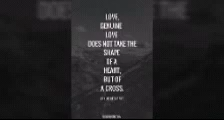 LOVE,
GENUINE
LOVE
DOES NOT TAKE THE
SHAPE
OF A
HEART,
BUT OF
A CROSS.